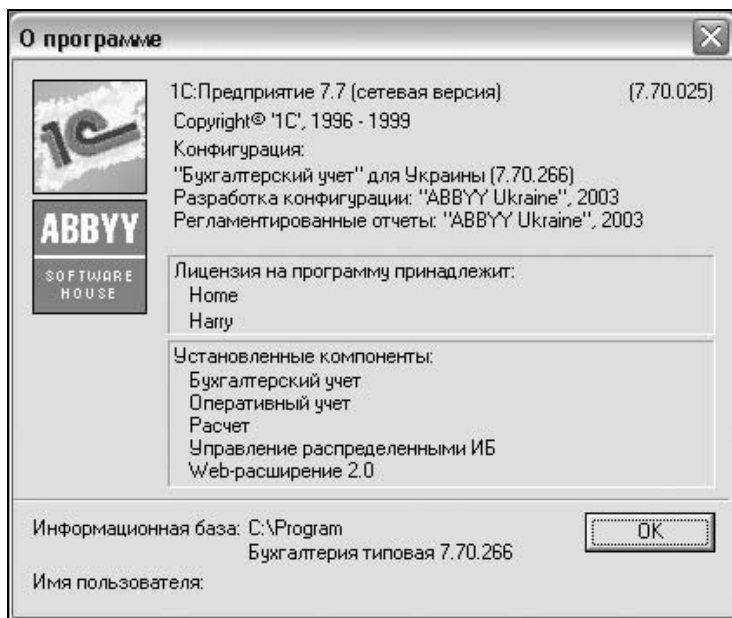 О программе
1С
ABBYY
SOFTWARE
HOUSE
1С:Предприятие 7.7 (сетевая версия) (7.70.025)
Copyright© '1С', 1996 - 1999
Конфигурация:
"Бухгалтерский учет" для Украины (7.70.266)
Разработка конфигурации: "ABBYY Ukraine", 2003
Регламентированные отчеты: "ABBYY Ukraine", 2003
Лицензия на программу принадлежит:
Home
Harry
Установленные компоненты:
Бухгалтерский учет
Оперативный учет
Расчет
Управление распределенными ИБ
Web-расширение 2.0
Информационная база: C:\Program
Бухгалтерия типовая 7.70.266
OK
Имя пользователя: